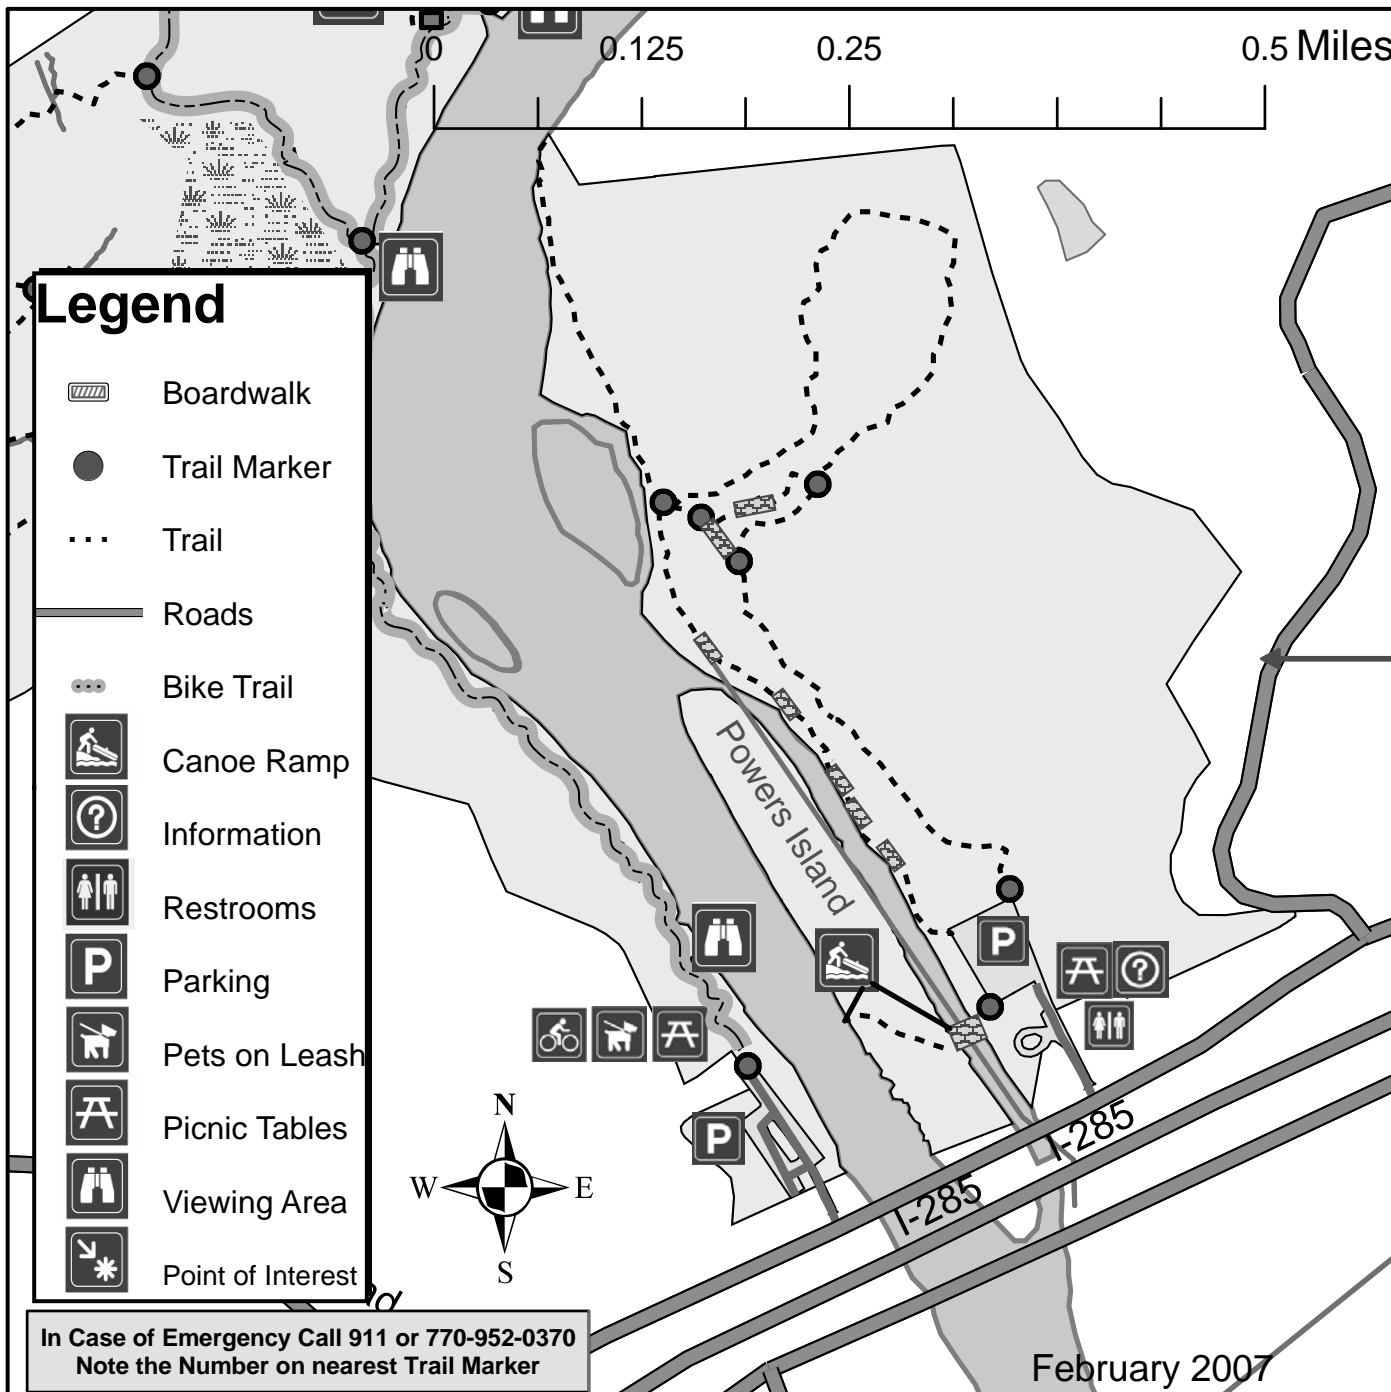 0 0.125 0.25 0.5 Miles
Legend
Boardwalk
Trail Marker
Trail
Roads
Bike Trail
Canoe Ramp
? Information
Restrooms
P Parking
Pets on Leash
Picnic Tables
Viewing Area
Point of Interest
Powers Island
P
?
P
I-285
I-285
N
W E
S
In Case of Emergency Call 911 or 770-952-0370
Note the Number on nearest Trail Marker
February 2007